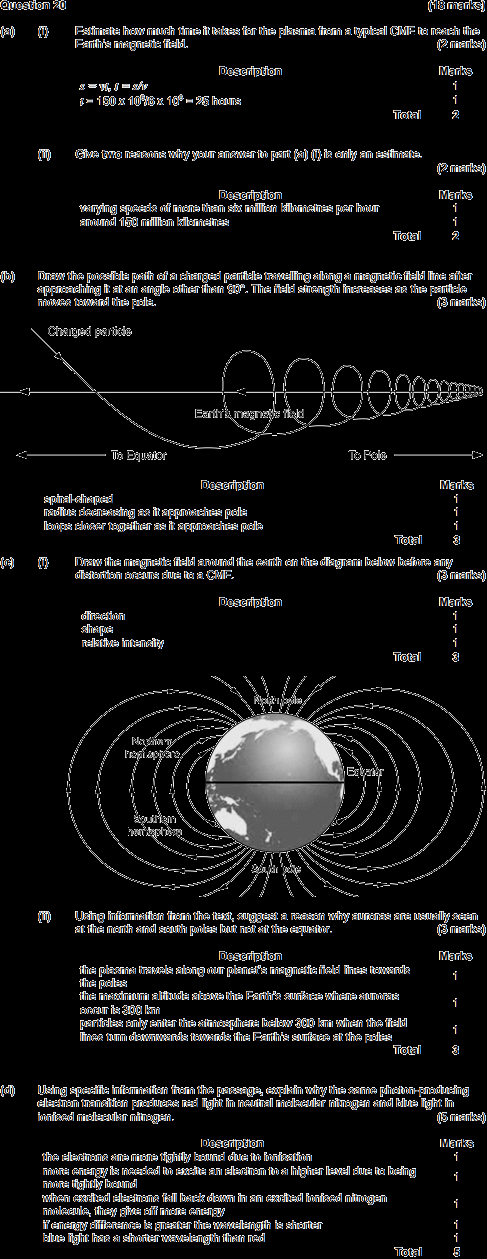 Question 20 (18 marks)
(a) (i) Estimate how much time it takes for the plasma from a typical CME to reach the
Earth's magnetic field. (2 marks)
Description Marks
s = vt, t = s/v 1
t = 150 x 10⁶/6 x 10⁶ = 25 hours 1
Total 2
(ii) Give two reasons why your answer to part (a) (i) is only an estimate.
(2 marks)
Description Marks
varying speeds of more than six million kilometres per hour 1
around 150 million kilometres 1
Total 2
(b) Draw the possible path of a charged particle travelling along a magnetic field line after
approaching it at an angle other than 90°. The field strength increases as the particle
moves toward the pole. (3 marks)
Charged particle
Earth's magnetic field
To Equator To Pole
Description Marks
spiral-shaped 1
radius decreasing as it approaches pole 1
loops closer together as it approaches pole 1
Total 3
(c) (i) Draw the magnetic field around the earth on the diagram below before any
distortion occurs due to a CME. (3 marks)
Description Marks
direction 1
shape 1
relative intensity 1
Total 3
North pole
Northern
hemisphere
Equator
Southern
hemisphere
South pole
(ii) Using information from the text, suggest a reason why auroras are usually seen
at the north and south poles but not at the equator. (3 marks)
Description Marks
the plasma travels along our planet's magnetic field lines towards
the poles 1
the maximum altitude above the Earth's surface where auroras
occur is 300 km 1
particles only enter the atmosphere below 300 km when the field
lines turn downwards towards the Earth's surface at the poles 1
Total 3
(d) Using specific information from the passage, explain why the same photon-producing
electron transition produces red light in neutral molecular nitrogen and blue light in
ionised molecular nitrogen. (5 marks)
Description Marks
the electrons are more tightly bound due to ionisation 1
more energy is needed to excite an electron to a higher level due to being
more tightly bound 1
when excited electrons fall back down in an excited ionised nitrogen
molecule, they give off more energy 1
if energy difference is greater the wavelength is shorter 1
blue light has a shorter wavelength than red 1
Total 5